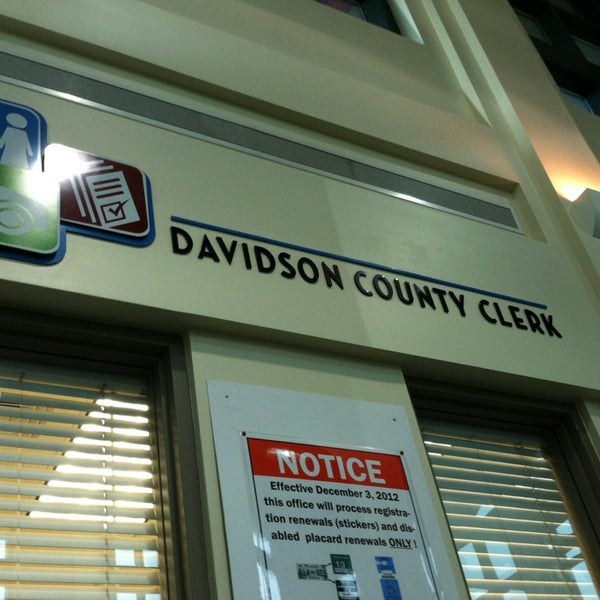 DAVIDSON COUNTY CLERK
NOTICE
Effective December 3, 2012
this office will process registra-
tion renewals (stickers) and dis-
abled placard renewals ONLY!